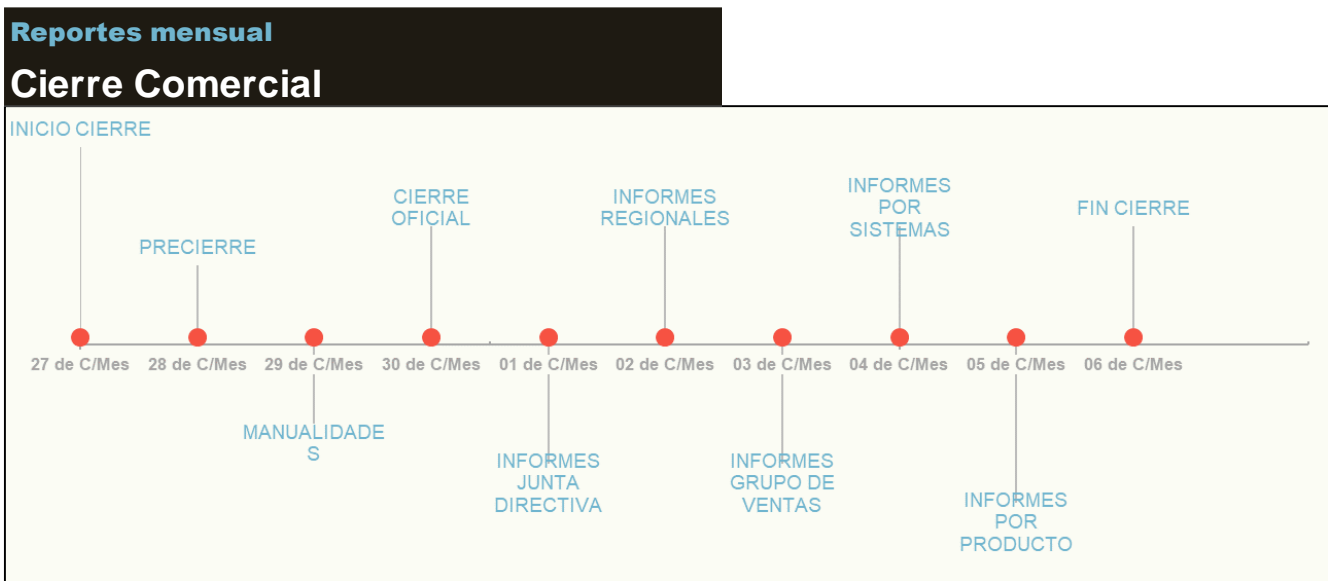 Reportes mensual
Cierre Comercial
INICIO CIERRE
PRECIERRE
CIERRE
OFICIAL
INFORMES
REGIONALES
INFORMES
POR
SISTEMAS
FIN CIERRE
27 de C/Mes 28 de C/Mes 29 de C/Mes 30 de C/Mes 01 de C/Mes 02 de C/Mes 03 de C/Mes 04 de C/Mes 05 de C/Mes 06 de C/Mes
MANUALIDADE
S
INFORMES
JUNTA
DIRECTIVA
INFORMES
GRUPO DE
VENTAS
INFORMES
POR
PRODUCTO